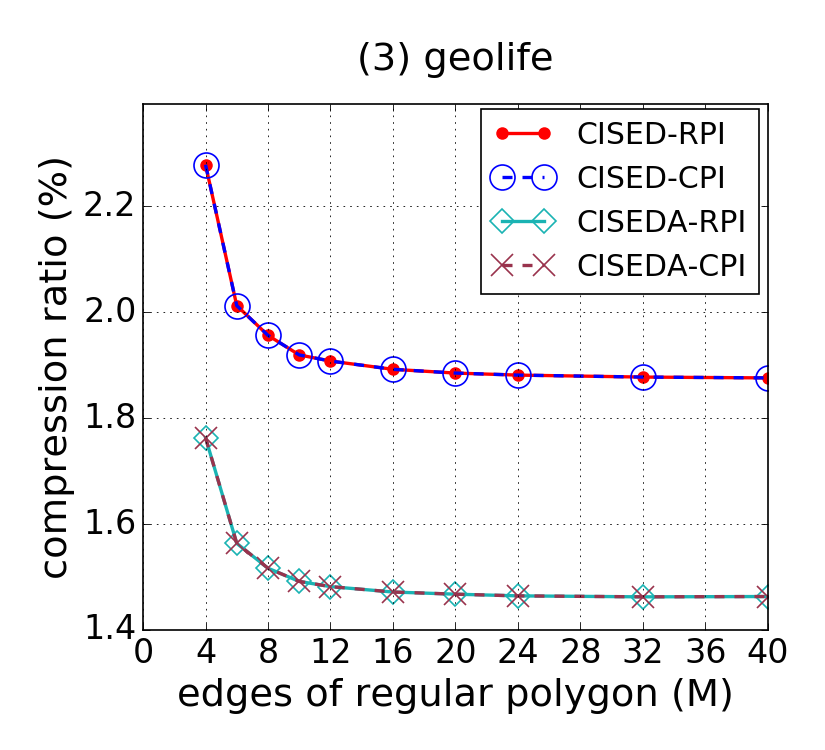 (3) geolife
CISED-RPI
CISED-CPI
CISEDA-RPI
CISEDA-CPI
compression ratio (%)
2.2
2.0
1.8
1.6
1.4
0 4 8 12 16 20 24 28 32 36 40
edges of regular polygon (M)